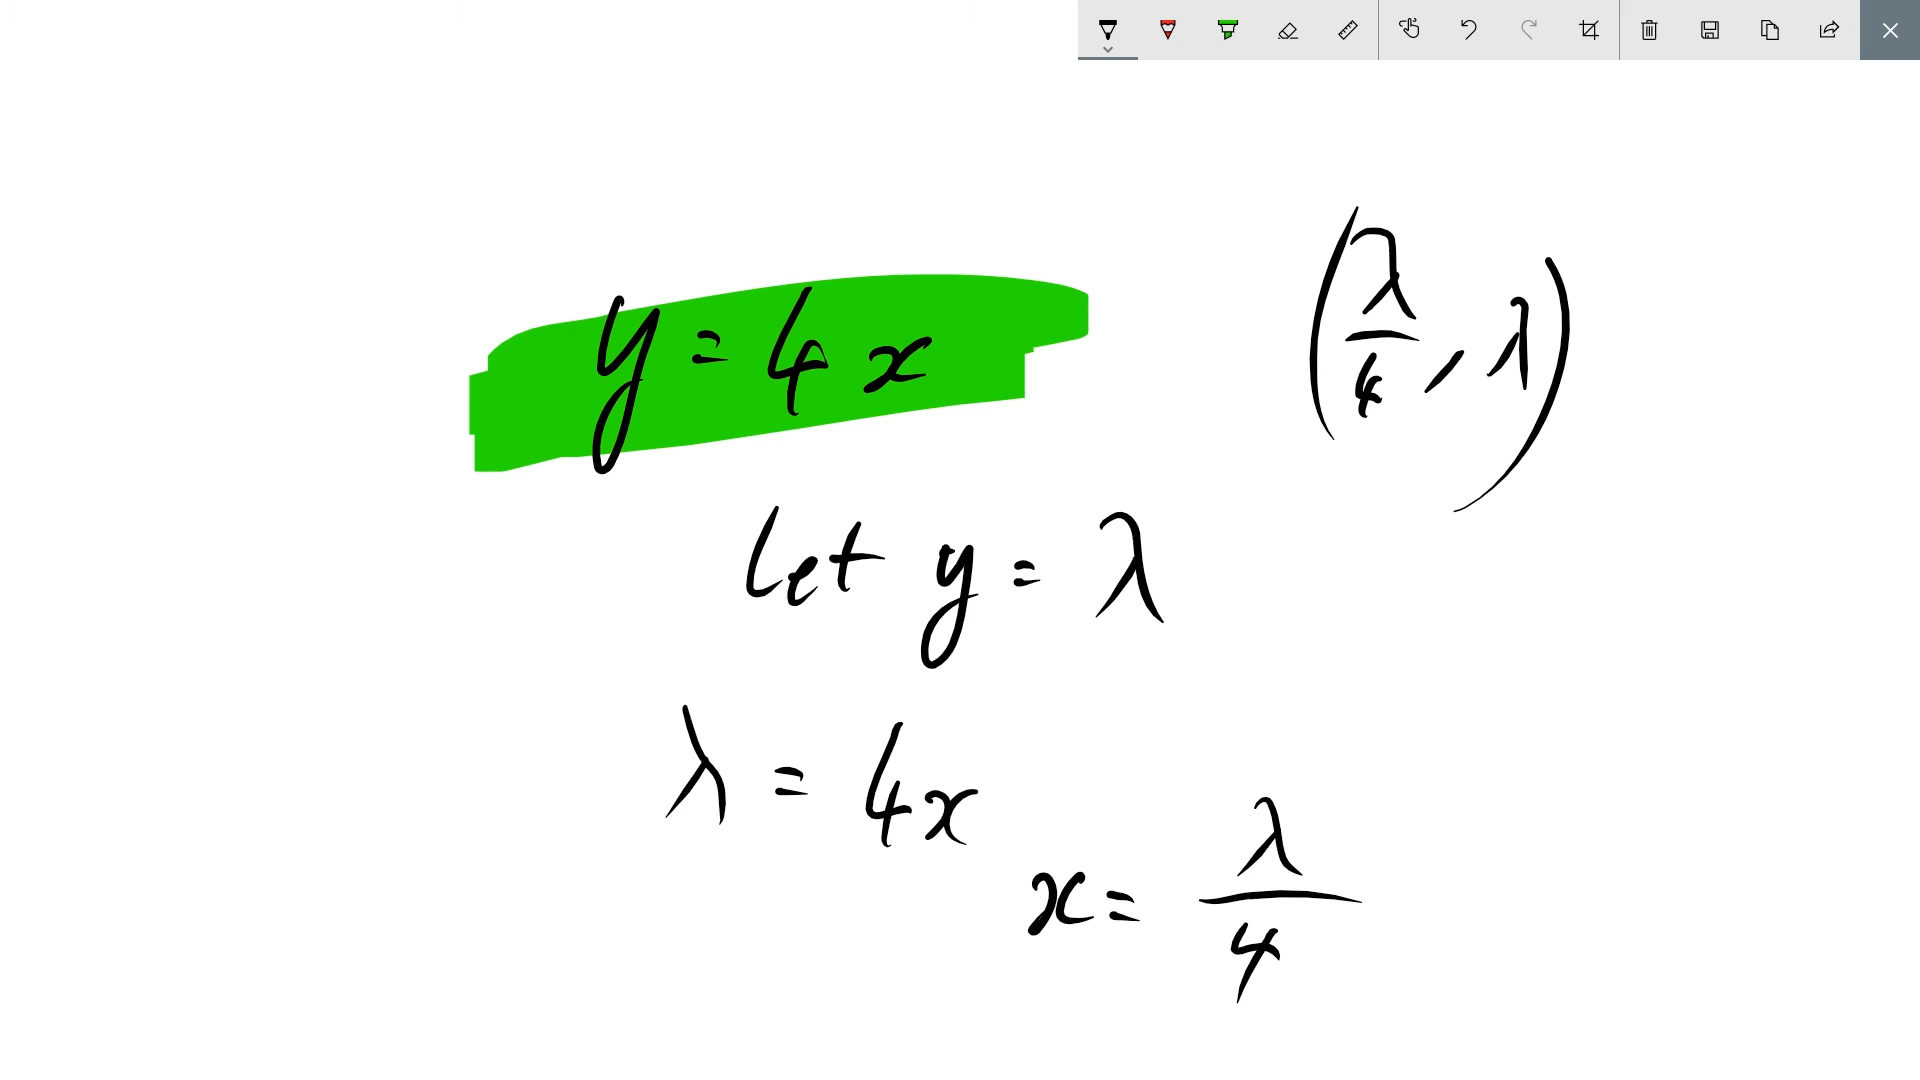 y = 4x
(λ/4, λ)
let y = λ
λ = 4x
x = λ/4